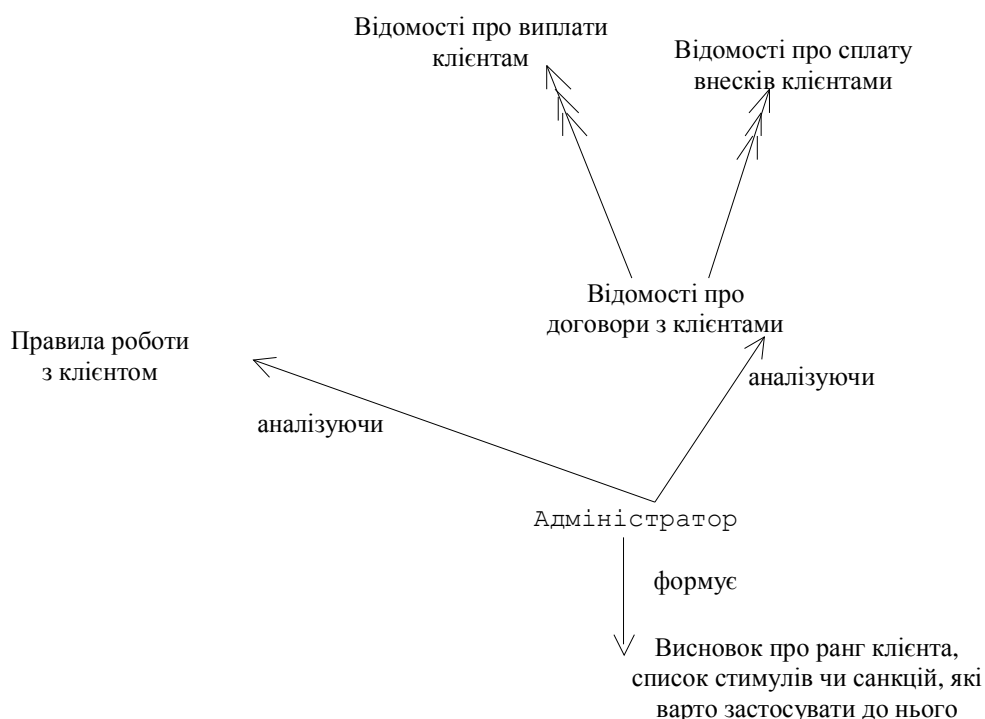 Відомості про виплати
клієнтам
Відомості про сплату
внесків клієнтами
Відомості про
договори з клієнтами
Правила роботи
з клієнтом
аналізуючи
аналізуючи
Адміністратор
формує
Висновок про ранг клієнта,
список стимулів чи санкцій, які
варто застосувати до нього